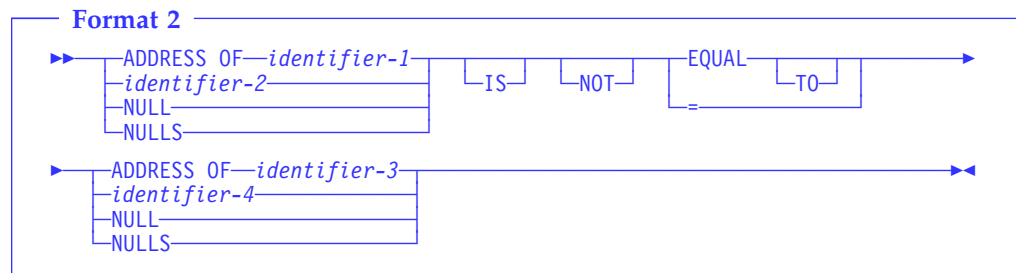 Format 2
ADDRESS OF identifier-1 IS NOT EQUAL TO
identifier-2 =
NULL
NULLS
ADDRESS OF identifier-3
identifier-4
NULL
NULLS